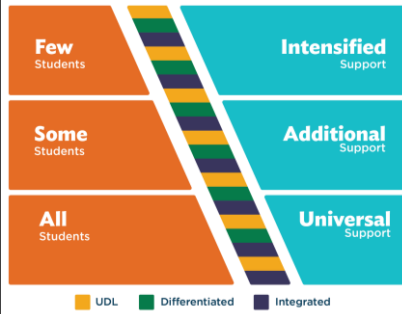 Few
Students
Intensified
Support
Some
Students
Additional
Support
All
Students
Universal
Support
UDL Differentiated Integrated